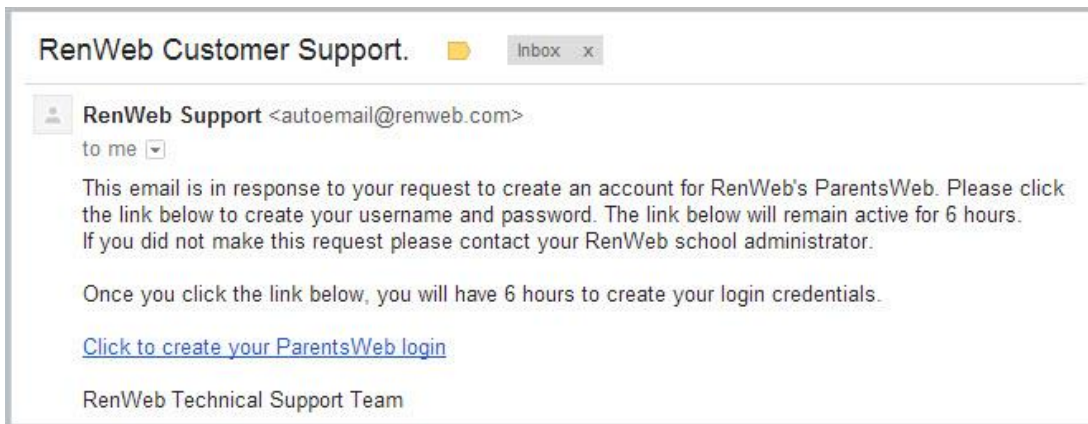 RenWeb Customer Support.
Inbox x
RenWeb Support <autoemail@renweb.com>
to me
This email is in response to your request to create an account for RenWeb's ParentsWeb. Please click
the link below to create your username and password. The link below will remain active for 6 hours.
If you did not make this request please contact your RenWeb school administrator.
Once you click the link below, you will have 6 hours to create your login credentials.
Click to create your ParentsWeb login
RenWeb Technical Support Team